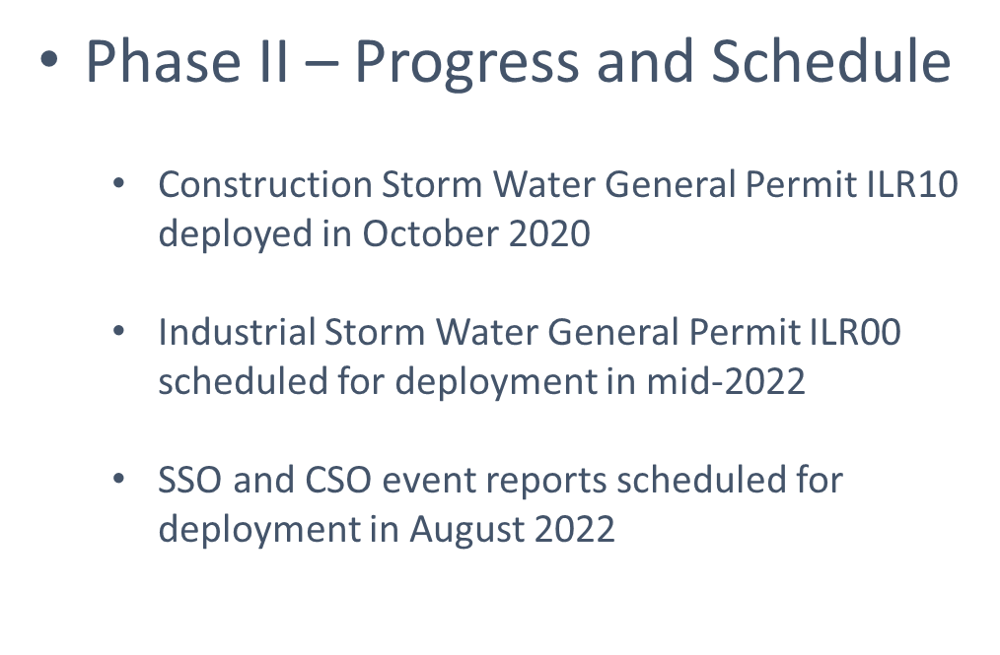 • Phase II – Progress and Schedule
• Construction Storm Water General Permit ILR10
deployed in October 2020
• Industrial Storm Water General Permit ILR00
scheduled for deployment in mid-2022
• SSO and CSO event reports scheduled for
deployment in August 2022